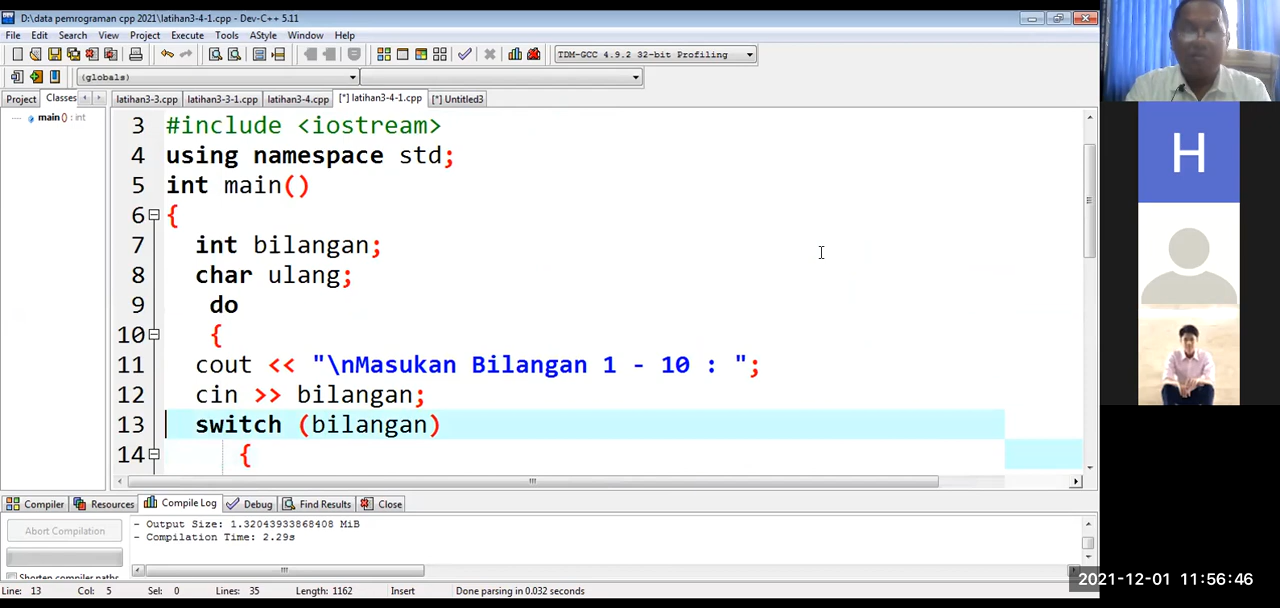 D:\data pemrograman cpp 2021\latihan3-4-1.cpp - Dev-C++ 5.11
File Edit Search View Project Execute Tools AStyle Window Help
TDM-GCC 4.9.2 32-bit Profiling
(globals)
Project Classes latihan3-3.cpp latihan3-3-1.cpp latihan3-4.cpp [*] latihan3-4-1.cpp [*] Untitled3
main () : int
3 #include <iostream>
4 using namespace std;
5 int main()
6 {
7 int bilangan;
8 char ulang;
9 do
10 {
11 cout << "\nMasukan Bilangan 1 - 10 : ";
12 cin >> bilangan;
13 switch (bilangan)
14 {
H
Compiler Resources Compile Log Debug Find Results Close
Abort Compilation
Shorten compiler paths
- Output Size: 1.32043933868408 MiB
- Compilation Time: 2.29s
Line: 13 Col: 5 Sel: 0 Lines: 35 Length: 1162 Insert Done parsing in 0.032 seconds
2021-12-01 11:56:46